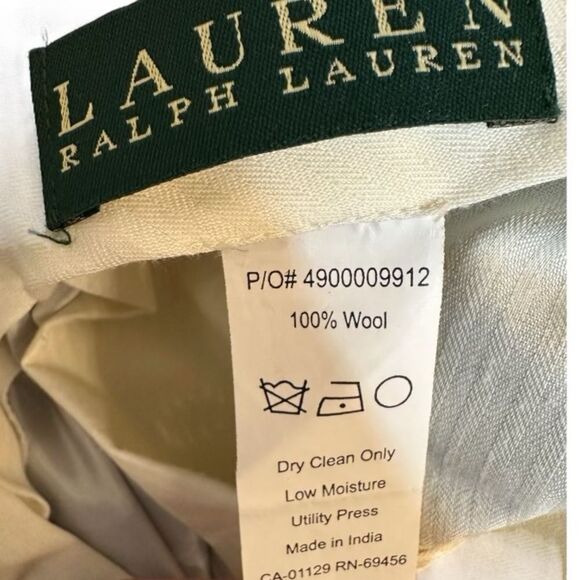 LAUREN
RALPH LAUREN
P/O# 4900009912
100% Wool
Dry Clean Only
Low Moisture
Utility Press
Made in India
CA-01129 RN-69456